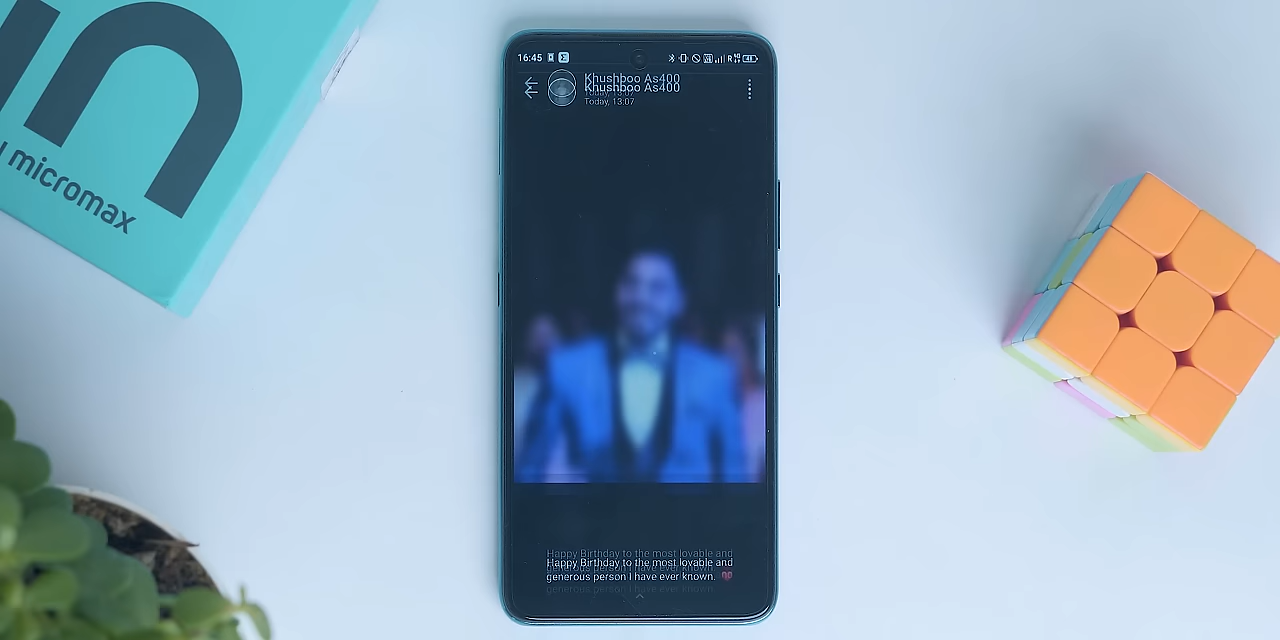 in
micromax
16:45
Khushboo As400
Today, 13:07
Happy Birthday to the most lovable and
generous person I have ever known. ❤️